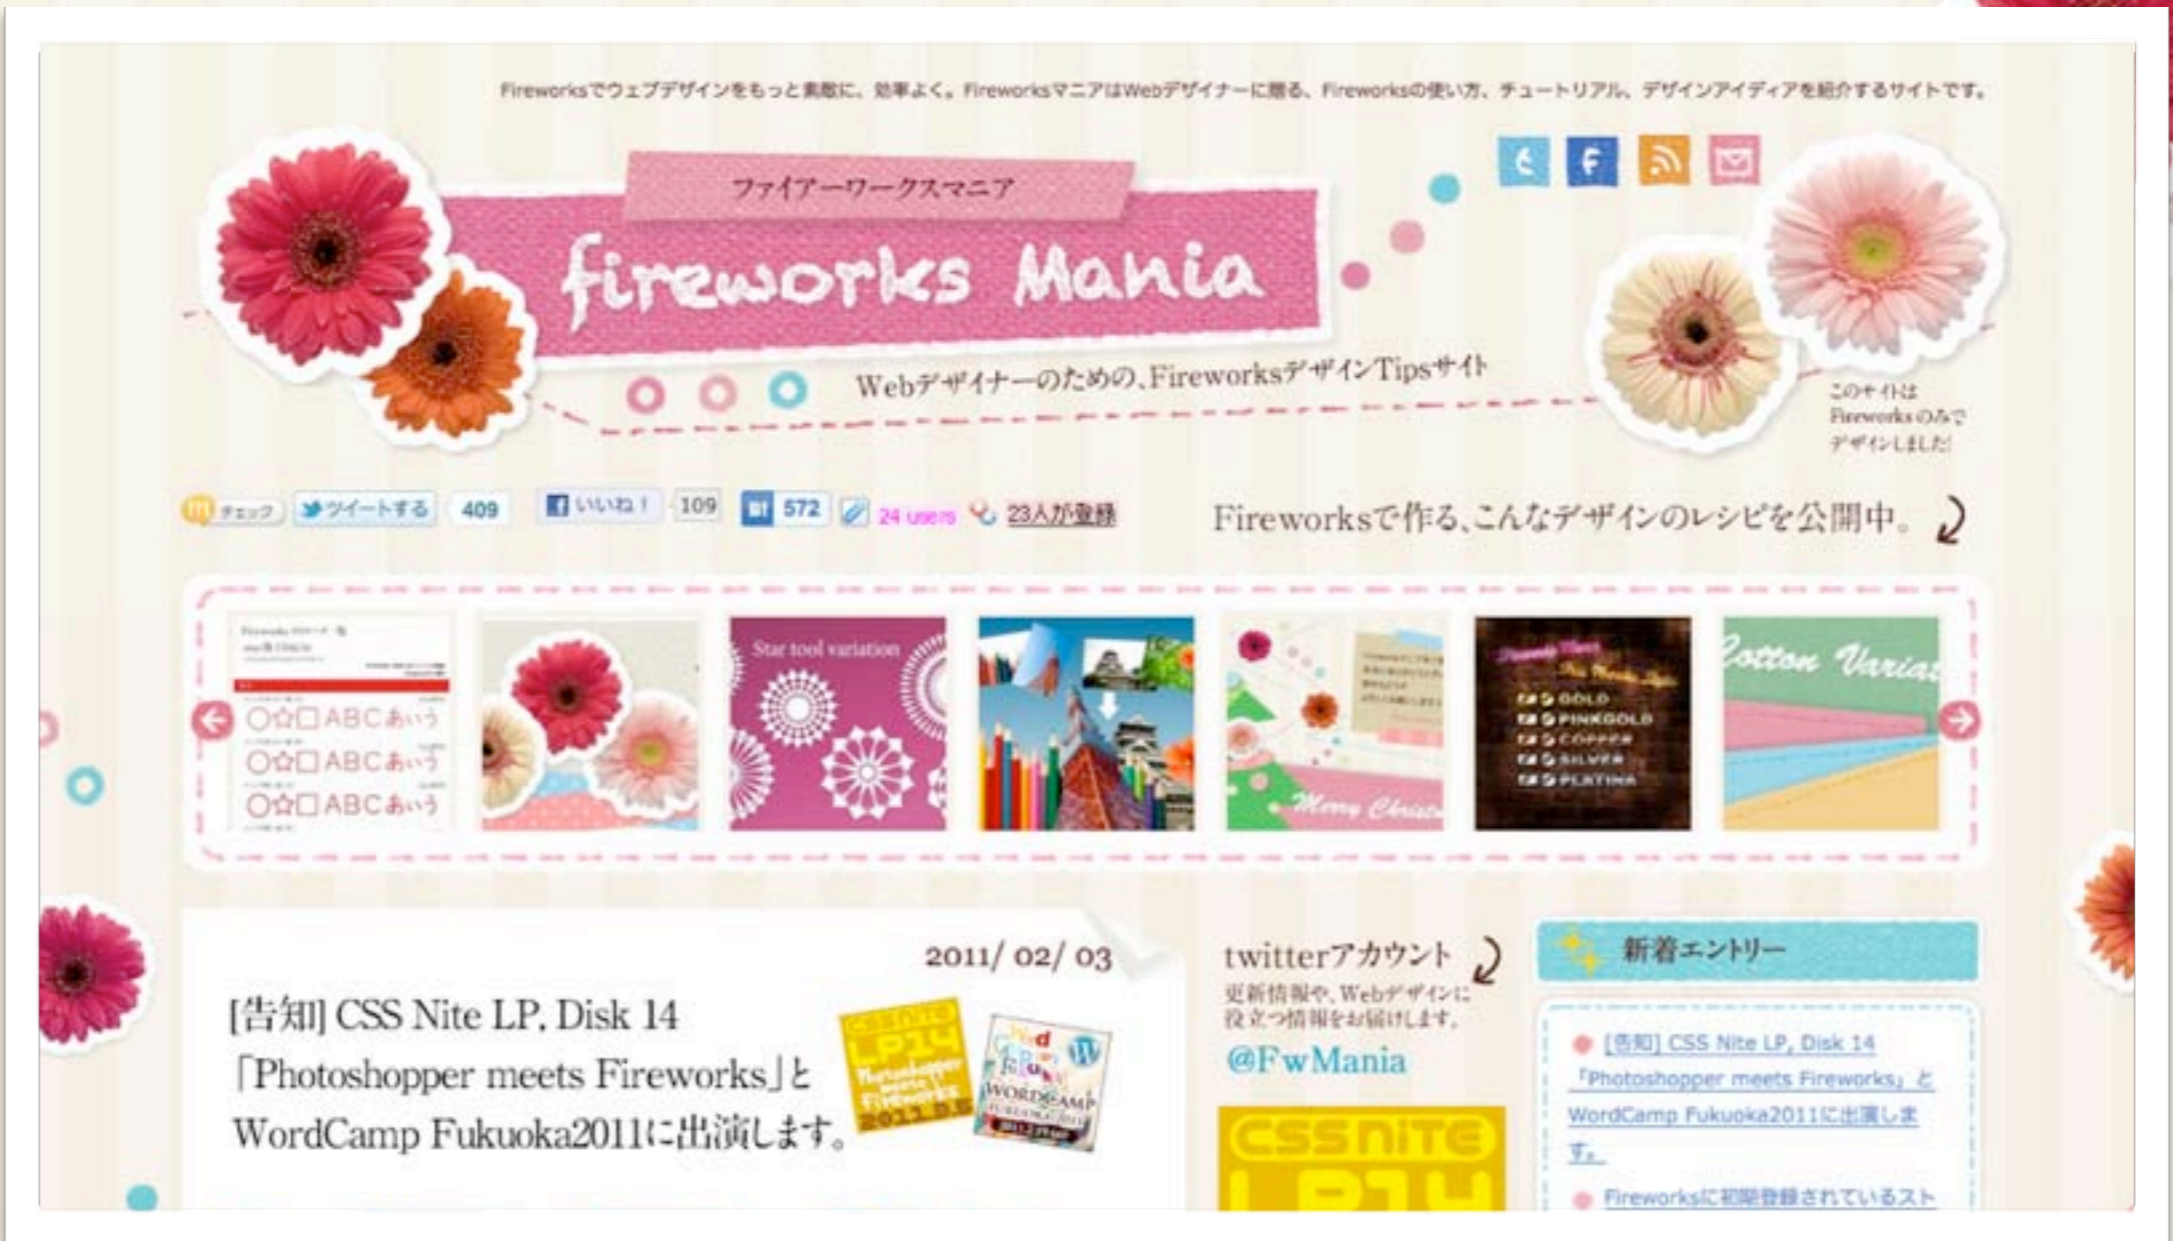 Fireworksでウェブデザインをもっと素敵に、効率よく。FireworksマニアはWebデザイナーに贈る、Fireworksの使い方、チュートリアル、デザインアイディアを紹介するサイトです。
ファイアーワークスマニア
fireworks Mania
Webデザイナーのための、FireworksデザインTipsサイト
このサイトは
Fireworksのみで
デザインしました!
チェック ツイートする 409 いいね! 109 B! 572 24 users 23人が登録
Fireworksで作る、こんなデザインのレシピを公開中。
○☆□ABCあいう
○☆□ABCあいう
○☆□ABCあいう
Star tool variation
Merry Christm
GOLD
PINKGOLD
COPPER
SILVER
PLATINA
Cotton Variat
2011/ 02/ 03
[告知] CSS Nite LP, Disk 14
「Photoshopper meets Fireworks」と
WordCamp Fukuoka2011に出演します。
CSSNITE
LP14
Photoshopper
meets
Fireworks
2011.2.5
WORDCAMP
twitterアカウント
更新情報や、Webデザインに
役立つ情報をお届けします。
@FwMania
CSSNITE
LP14
新着エントリー
[告知] CSS Nite LP, Disk 14
「Photoshopper meets Fireworks」と
WordCamp Fukuoka2011に出演しま
す。
Fireworksに初期登録されているスト